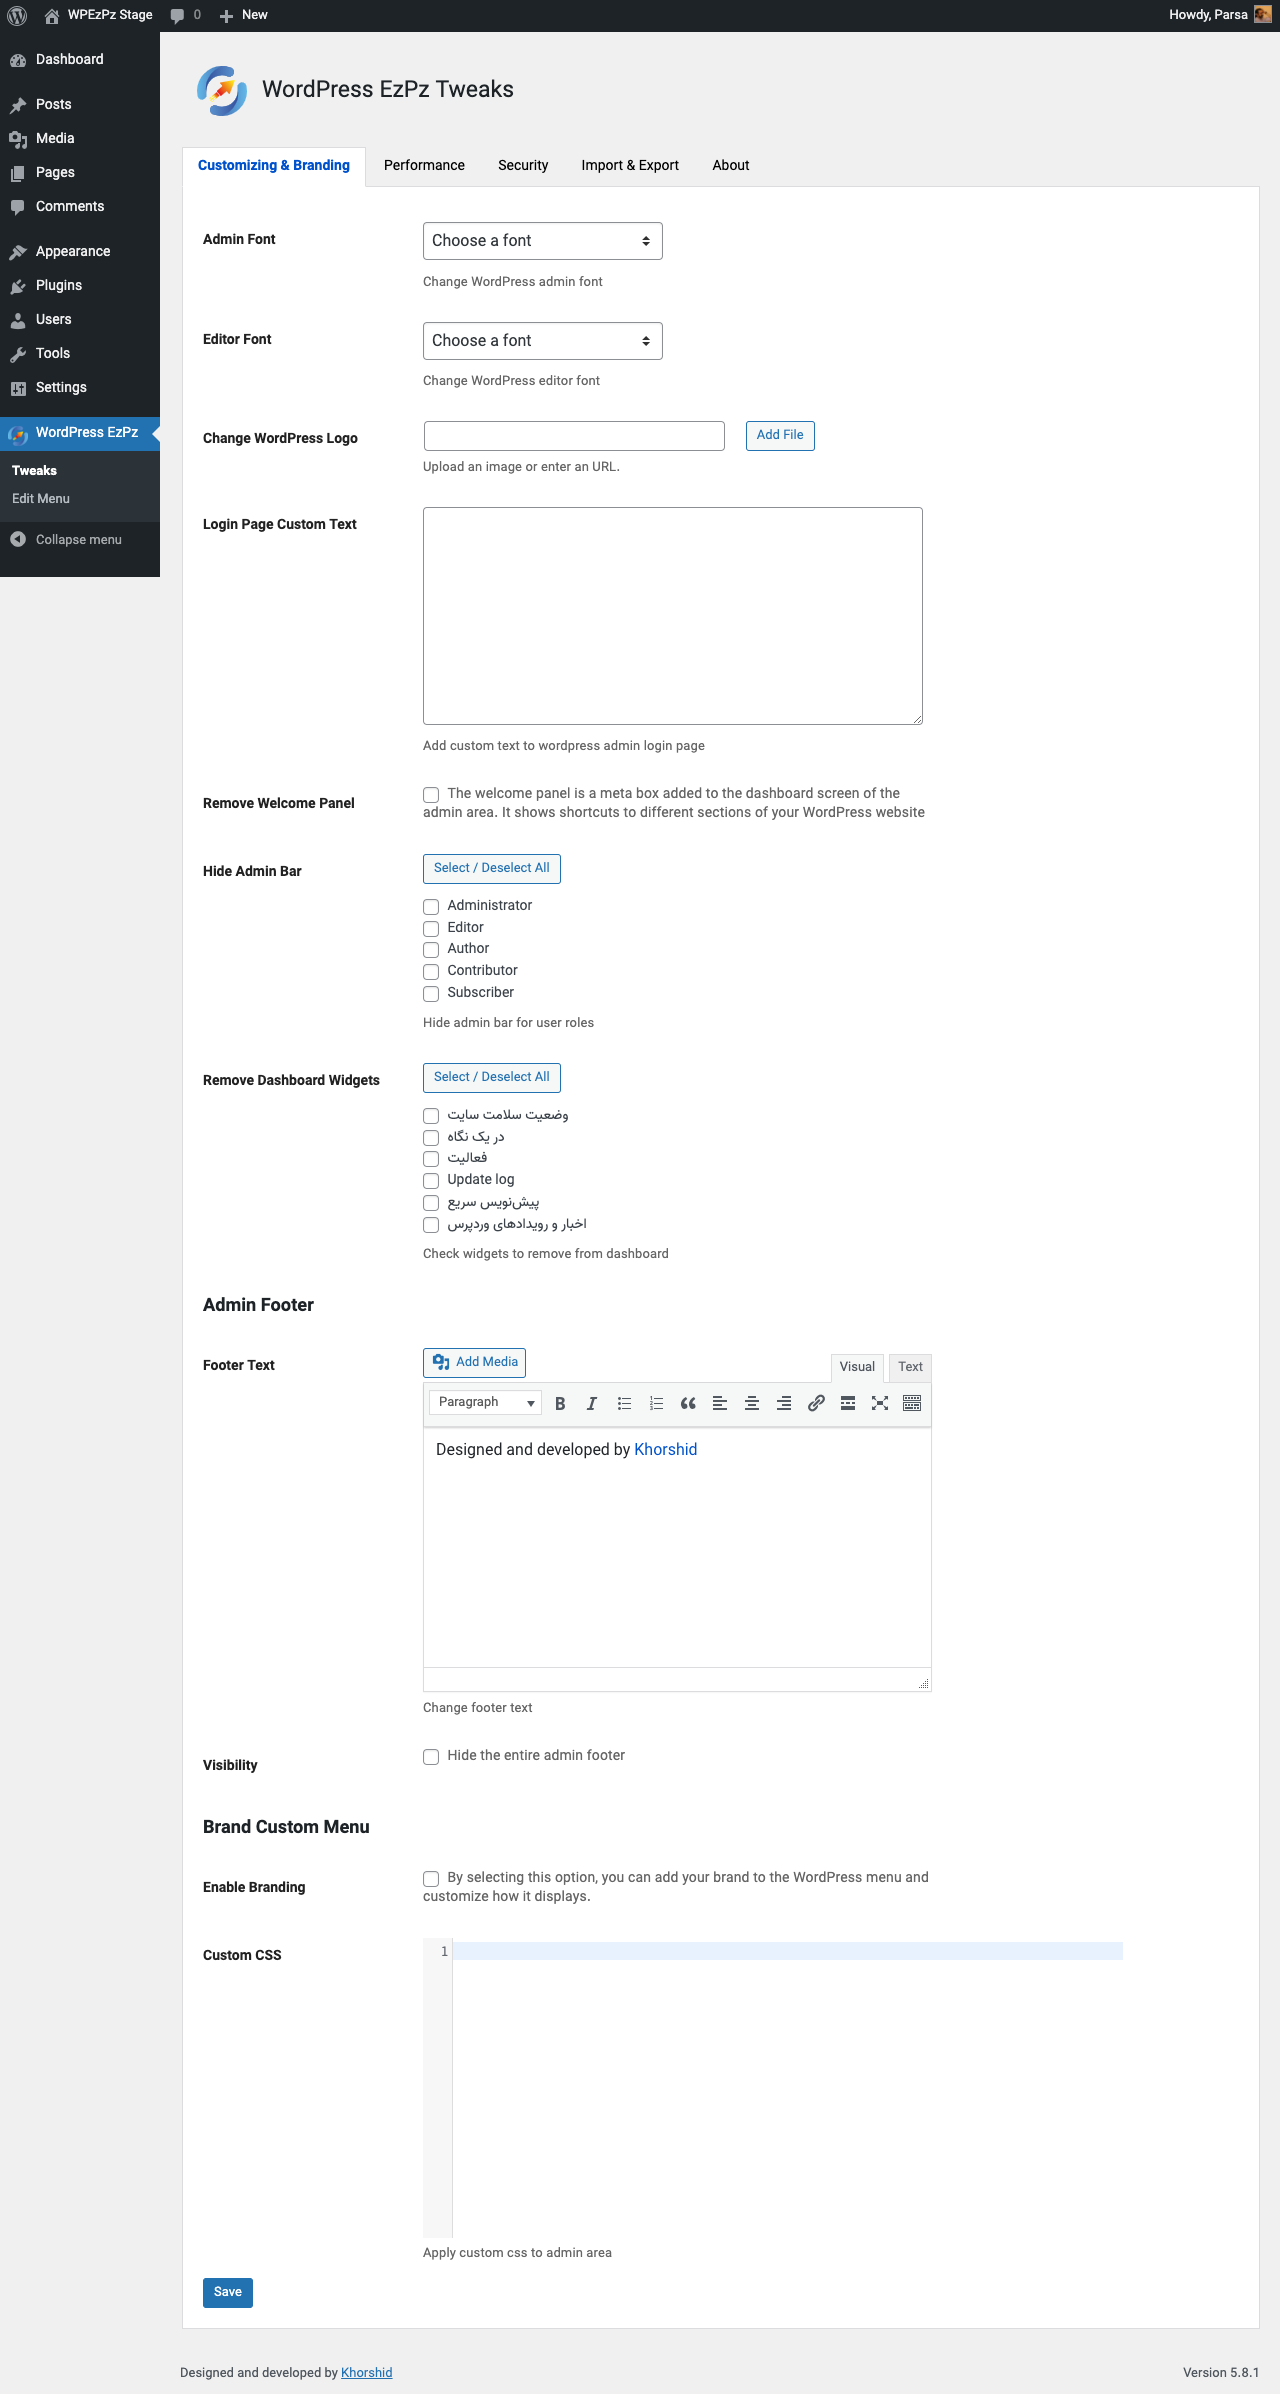 WPEzPz Stage
0
New
Howdy, Parsa
Dashboard
Posts
Media
Pages
Comments
Appearance
Plugins
Users
Tools
Settings
WordPress EzPz
Tweaks
Edit Menu
Collapse menu
WordPress EzPz Tweaks
Customizing & Branding
Performance
Security
Import & Export
About
Admin Font
Choose a font
Change WordPress admin font
Editor Font
Choose a font
Change WordPress editor font
Change WordPress Logo
Add File
Upload an image or enter an URL.
Login Page Custom Text
Add custom text to wordpress admin login page
Remove Welcome Panel
The welcome panel is a meta box added to the dashboard screen of the
admin area. It shows shortcuts to different sections of your WordPress website
Hide Admin Bar
Select / Deselect All
Administrator
Editor
Author
Contributor
Subscriber
Hide admin bar for user roles
Remove Dashboard Widgets
Select / Deselect All
وضعیت سلامت سایت
در یک نگاه
فعالیت
Update log
پیش‌نویس سریع
اخبار و رویدادهای وردپرس
Check widgets to remove from dashboard
Admin Footer
Footer Text
Add Media
Visual
Text
Paragraph
Designed and developed by Khorshid
Change footer text
Visibility
Hide the entire admin footer
Brand Custom Menu
Enable Branding
By selecting this option, you can add your brand to the WordPress menu and
customize how it displays.
Custom CSS
1
Apply custom css to admin area
Save
Designed and developed by Khorshid
Version 5.8.1